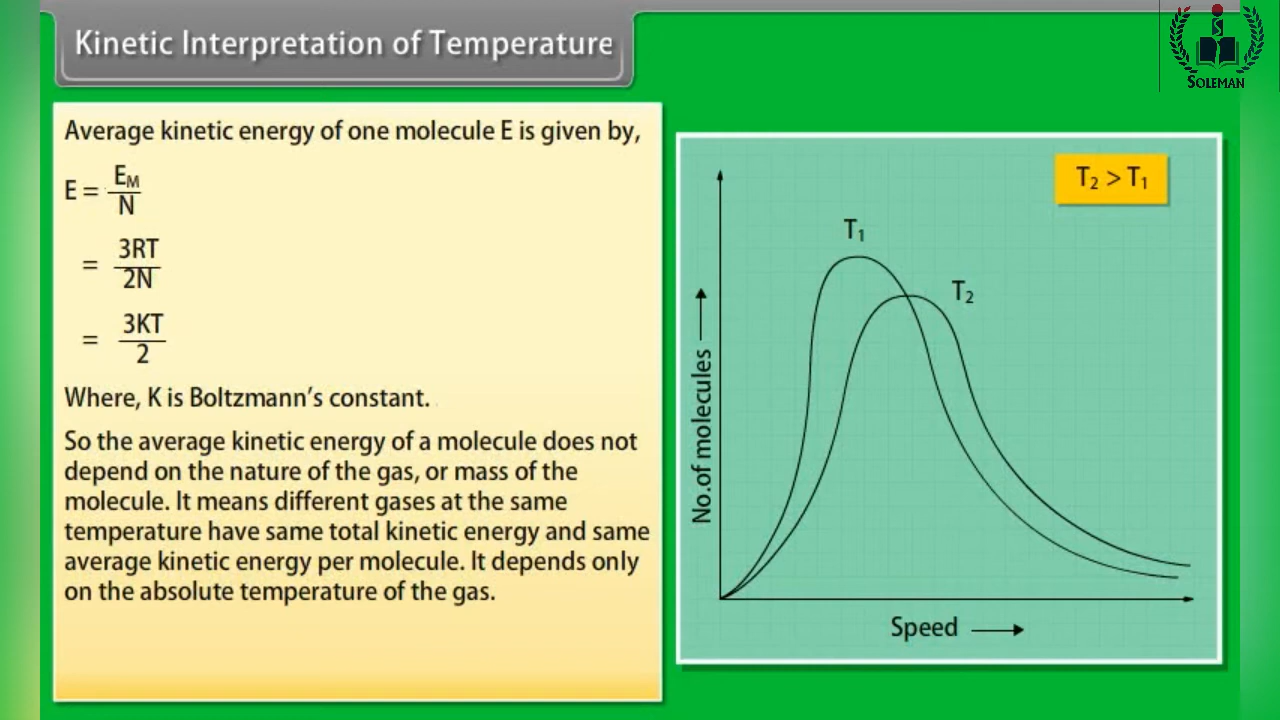 Kinetic Interpretation of Temperature
SOLEMAN
Average kinetic energy of one molecule E is given by,
E = E_M / N
= 3RT / 2N
= 3KT / 2
Where, K is Boltzmann's constant.
So the average kinetic energy of a molecule does not
depend on the nature of the gas, or mass of the
molecule. It means different gases at the same
temperature have same total kinetic energy and same
average kinetic energy per molecule. It depends only
on the absolute temperature of the gas.
T₂ > T₁
T₁
T₂
No.of molecules
Speed